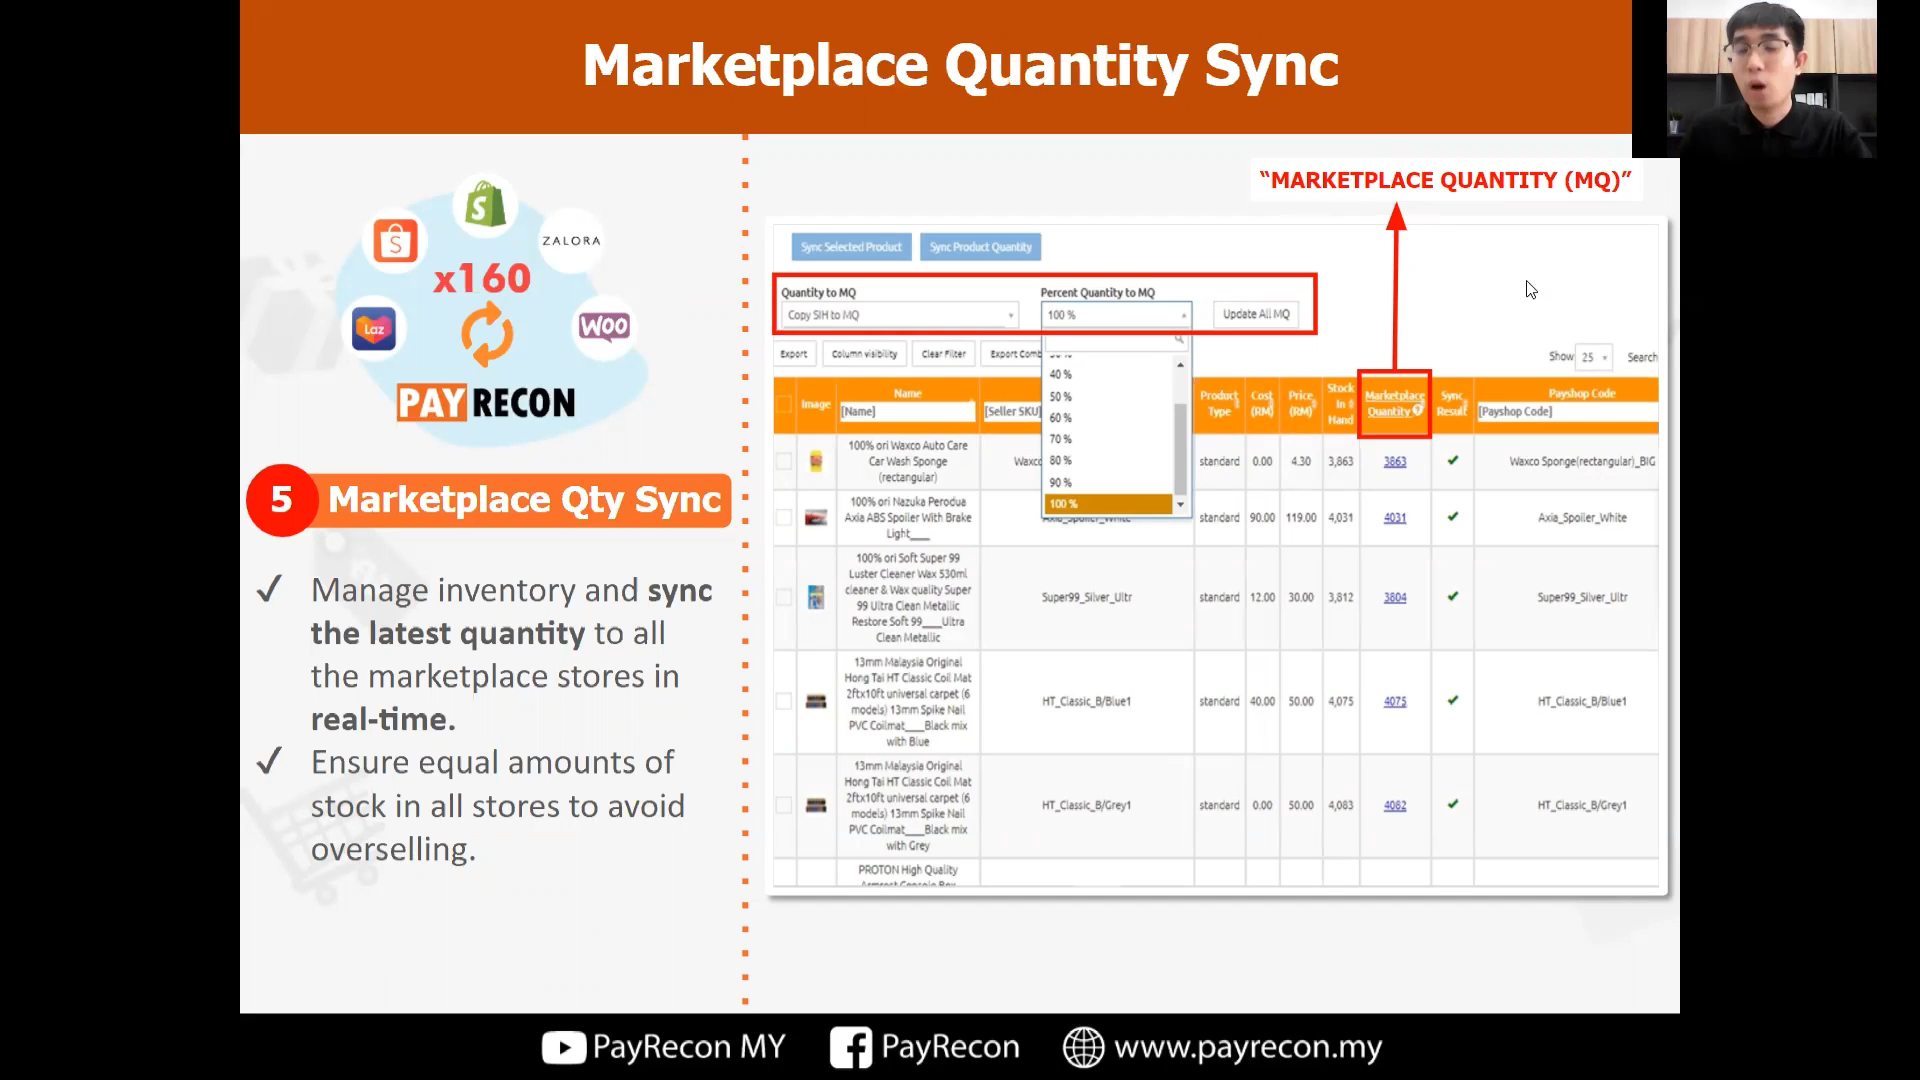 Marketplace Quantity Sync
S
S
ZALORA
x160
Laz
WOO
PAY RECON
5 Marketplace Qty Sync
✓ Manage inventory and sync
the latest quantity to all
the marketplace stores in
real-time.
✓ Ensure equal amounts of
stock in all stores to avoid
overselling.
“MARKETPLACE QUANTITY (MQ)”
Sync Selected Product Sync Product Quantity
Quantity to MQ Percent Quantity to MQ
Copy SIH to MQ 100 % Update All MQ
Export Column visibility Clear Filter Export Comb Show 25 Search
40 %
50 %
60 %
70 %
80 %
90 %
100 %
Image Name Product Type Cost (RM) Price (RM) Stock In Hand Marketplace Quantity Sync Result Payshop Code
[Name] [Seller SKU] [Payshop Code]
100% ori Waxco Auto Care
Car Wash Sponge
(rectangular)
Waxc standard 0.00 4.30 3,863 3863 ✓ Waxco Sponge(rectangular)_BIG
100% ori Nazuka Perodua
Axia ABS Spoiler With Brake
Light____
Axia_Spoiler_White standard 90.00 119.00 4,031 4031 ✓ Axia_Spoiler_White
100% ori Soft Super 99
Luster Cleaner Wax 530ml
cleaner & Wax quality Super
99 Ultra Clean Metallic
Restore Soft 99____Ultra
Clean Metallic
Super99_Silver_Ultr standard 12.00 30.00 3,812 3804 ✓ Super99_Silver_Ultr
13mm Malaysia Original
Hong Tai HT Classic Coil Mat
2ftx10ft universal carpet (6
models) 13mm Spike Nail
PVC Coilmat____Black mix
with Blue
HT_Classic_B/Blue1 standard 40.00 50.00 4,075 4075 ✓ HT_Classic_B/Blue1
13mm Malaysia Original
Hong Tai HT Classic Coil Mat
2ftx10ft universal carpet (6
models) 13mm Spike Nail
PVC Coilmat____Black mix
with Grey
HT_Classic_B/Grey1 standard 0.00 50.00 4,083 4082 ✓ HT_Classic_B/Grey1
PROTON High Quality
PayRecon MY PayRecon www.payrecon.my